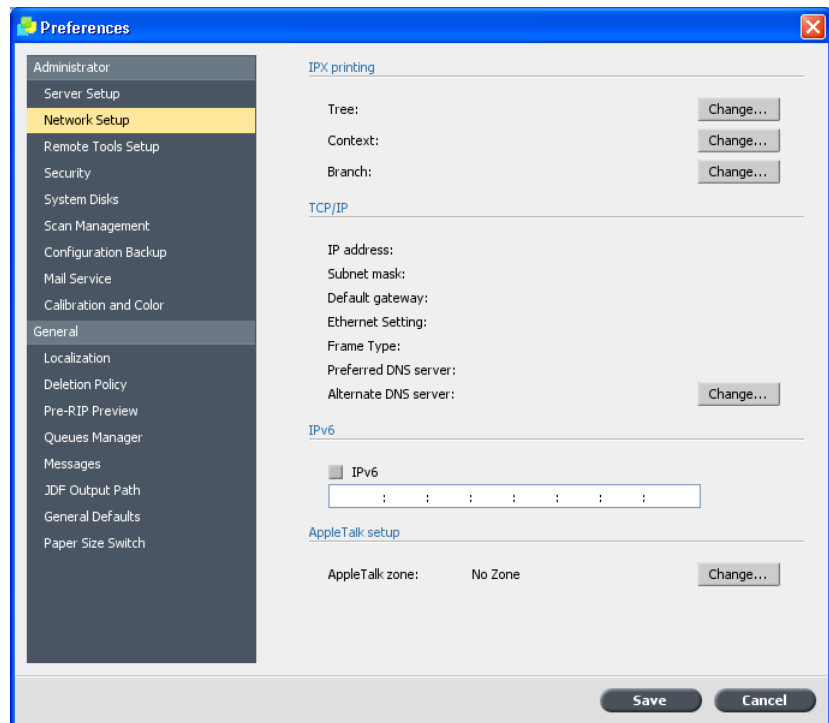 Preferences
Administrator
Server Setup
Network Setup
Remote Tools Setup
Security
System Disks
Scan Management
Configuration Backup
Mail Service
Calibration and Color
General
Localization
Deletion Policy
Pre-RIP Preview
Queues Manager
Messages
JDF Output Path
General Defaults
Paper Size Switch
IPX printing
Tree: Change...
Context: Change...
Branch: Change...
TCP/IP
IP address:
Subnet mask:
Default gateway:
Ethernet Setting:
Frame Type:
Preferred DNS server:
Alternate DNS server: Change...
IPv6
IPv6
: : : : : : :
AppleTalk setup
AppleTalk zone: No Zone Change...
Save Cancel